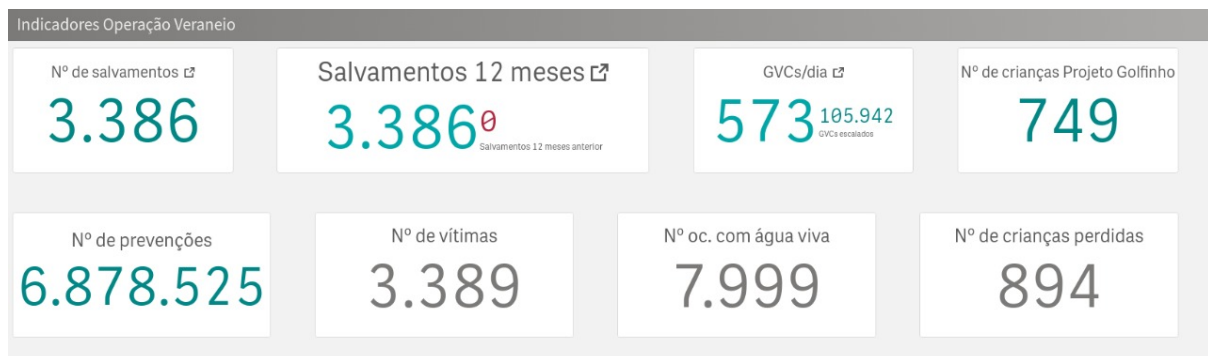 Indicadores Operação Veraneio
Nº de salvamentos
3.386
Salvamentos 12 meses
3.386
0
Salvamentos 12 meses anterior
GVCs/dia
573
105.942
GVCs escalados
Nº de crianças Projeto Golfinho
749
Nº de prevenções
6.878.525
Nº de vítimas
3.389
Nº oc. com água viva
7.999
Nº de crianças perdidas
894